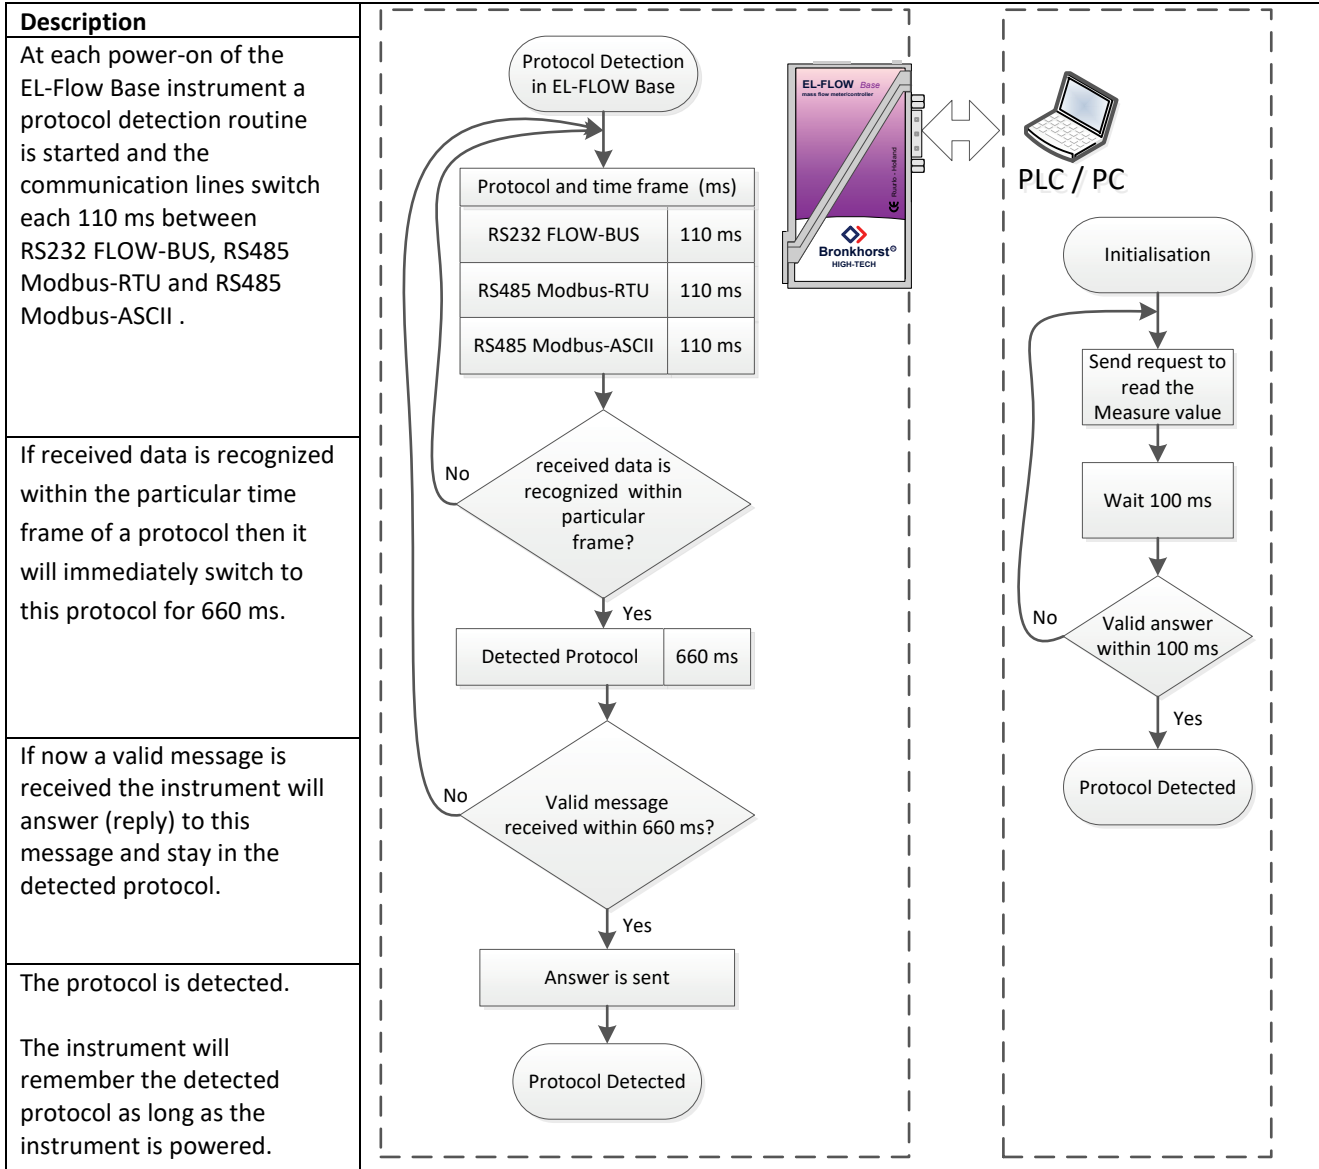 Description
At each power-on of the
EL-Flow Base instrument a
protocol detection routine
is started and the
communication lines switch
each 110 ms between
RS232 FLOW-BUS, RS485
Modbus-RTU and RS485
Modbus-ASCII .
If received data is recognized
within the particular time
frame of a protocol then it
will immediately switch to
this protocol for 660 ms.
If now a valid message is
received the instrument will
answer (reply) to this
message and stay in the
detected protocol.
The protocol is detected.
The instrument will
remember the detected
protocol as long as the
instrument is powered.
Protocol Detection
in EL-FLOW Base
Protocol and time frame (ms)
RS232 FLOW-BUS 110 ms
RS485 Modbus-RTU 110 ms
RS485 Modbus-ASCII 110 ms
No
received data is
recognized within
particular
frame?
Yes
Detected Protocol 660 ms
No
Valid message
received within 660 ms?
Yes
Answer is sent
Protocol Detected
EL-FLOW Base
mass flow meter/controller
CE Ruurlo - Holland
Bronkhorst®
HIGH-TECH
PLC / PC
Initialisation
Send request to
read the
Measure value
Wait 100 ms
No
Valid answer
within 100 ms
Yes
Protocol Detected